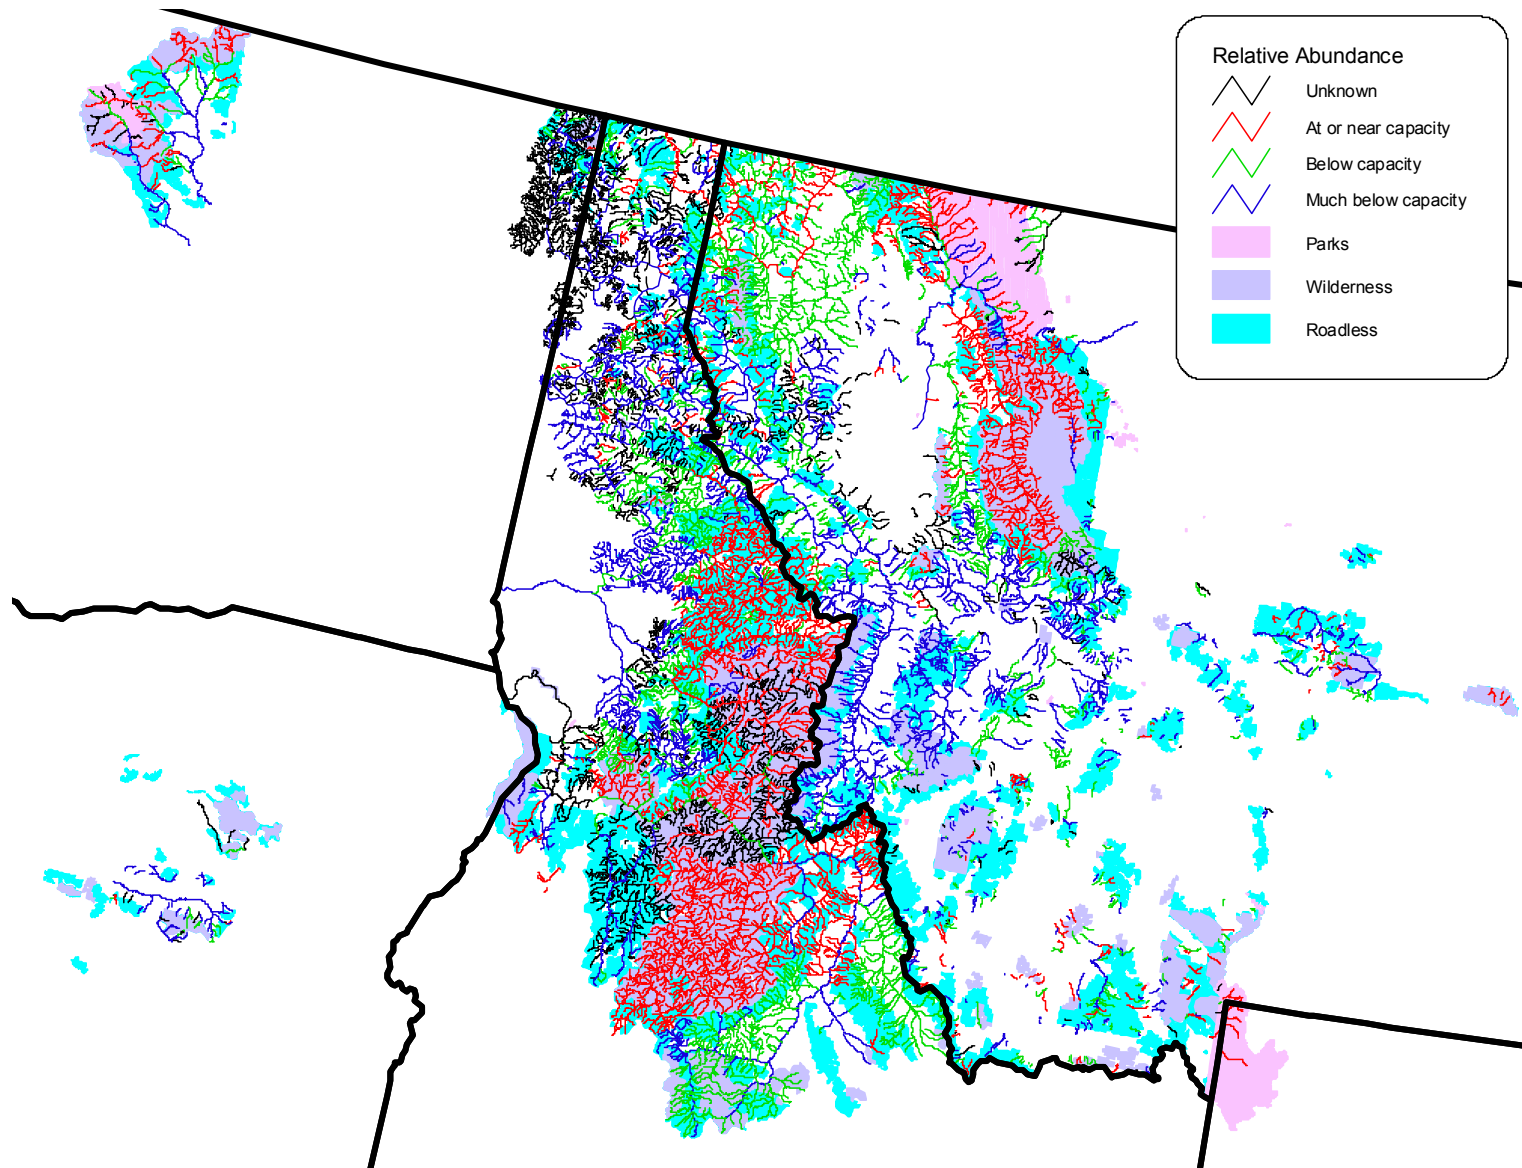 Relative Abundance
Unknown
At or near capacity
Below capacity
Much below capacity
Parks
Wilderness
Roadless